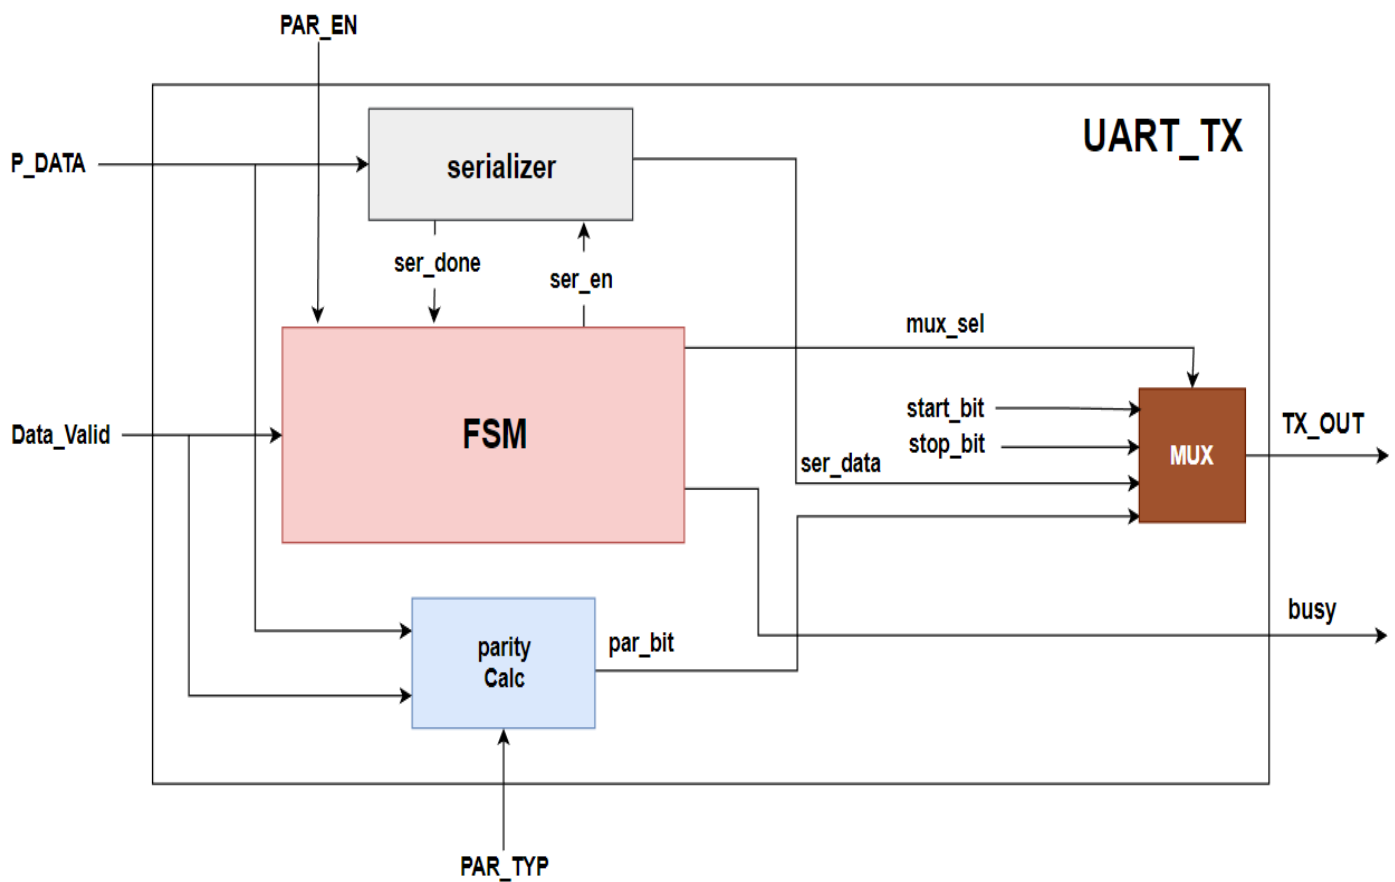 PAR_EN
UART_TX
P_DATA
serializer
ser_done
ser_en
mux_sel
start_bit
TX_OUT
Data_Valid
FSM
stop_bit
MUX
ser_data
busy
parity
Calc
par_bit
PAR_TYP